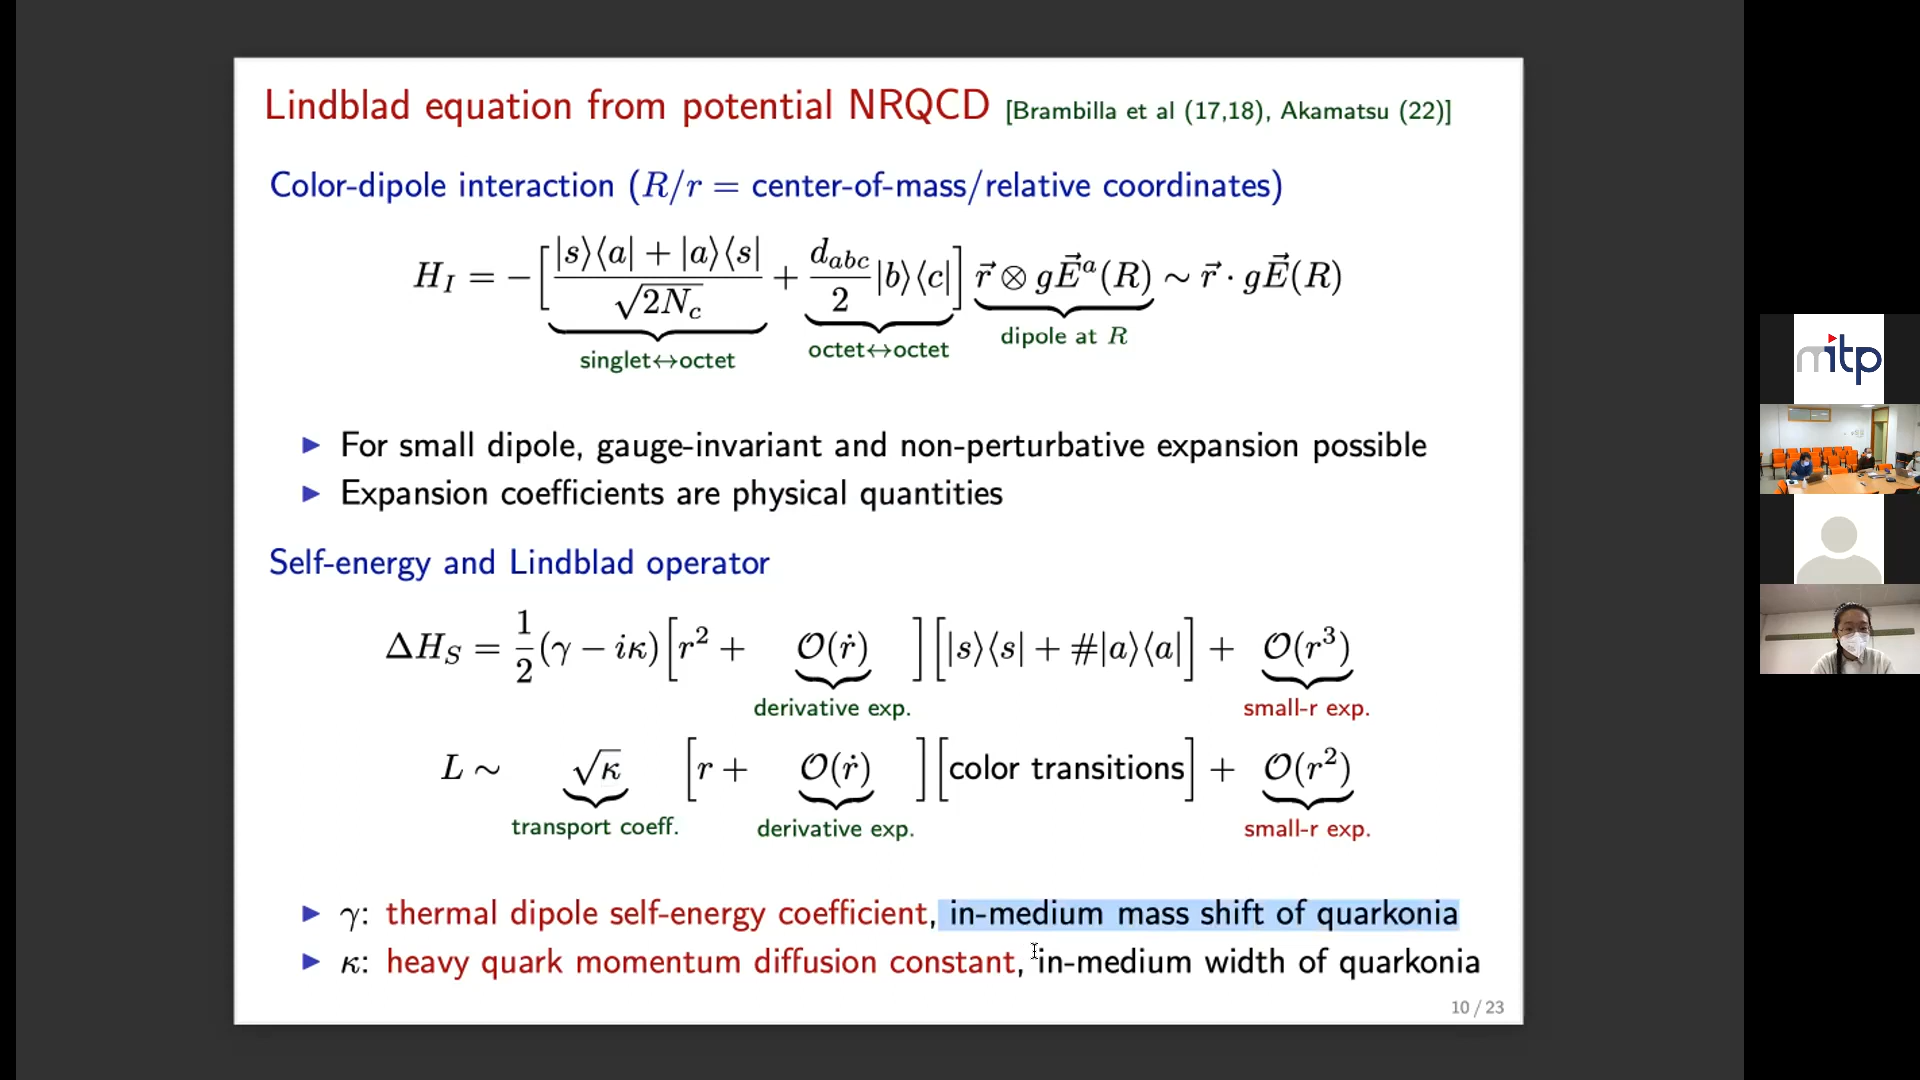 Lindblad equation from potential NRQCD [Brambilla et al (17,18), Akamatsu (22)]
Color-dipole interaction (R/r = center-of-mass/relative coordinates)
H_I = −[ (|s⟩⟨a| + |a⟩⟨s|)/√(2N_c) + (d_abc/2)|b⟩⟨c| ] r⃗ ⊗ gE⃗^a(R) ∼ r⃗ · gE⃗(R)
singlet↔octet octet↔octet dipole at R
▶ For small dipole, gauge-invariant and non-perturbative expansion possible
▶ Expansion coefficients are physical quantities
Self-energy and Lindblad operator
ΔH_S = 1/2 (γ − iκ)[r² + O(ṙ)][|s⟩⟨s| + #|a⟩⟨a|] + O(r³)
derivative exp. small-r exp.
L ∼ √κ [r + O(ṙ)][color transitions] + O(r²)
transport coeff. derivative exp. small-r exp.
▶ γ: thermal dipole self-energy coefficient, in-medium mass shift of quarkonia
▶ κ: heavy quark momentum diffusion constant, in-medium width of quarkonia
10 / 23
mitp